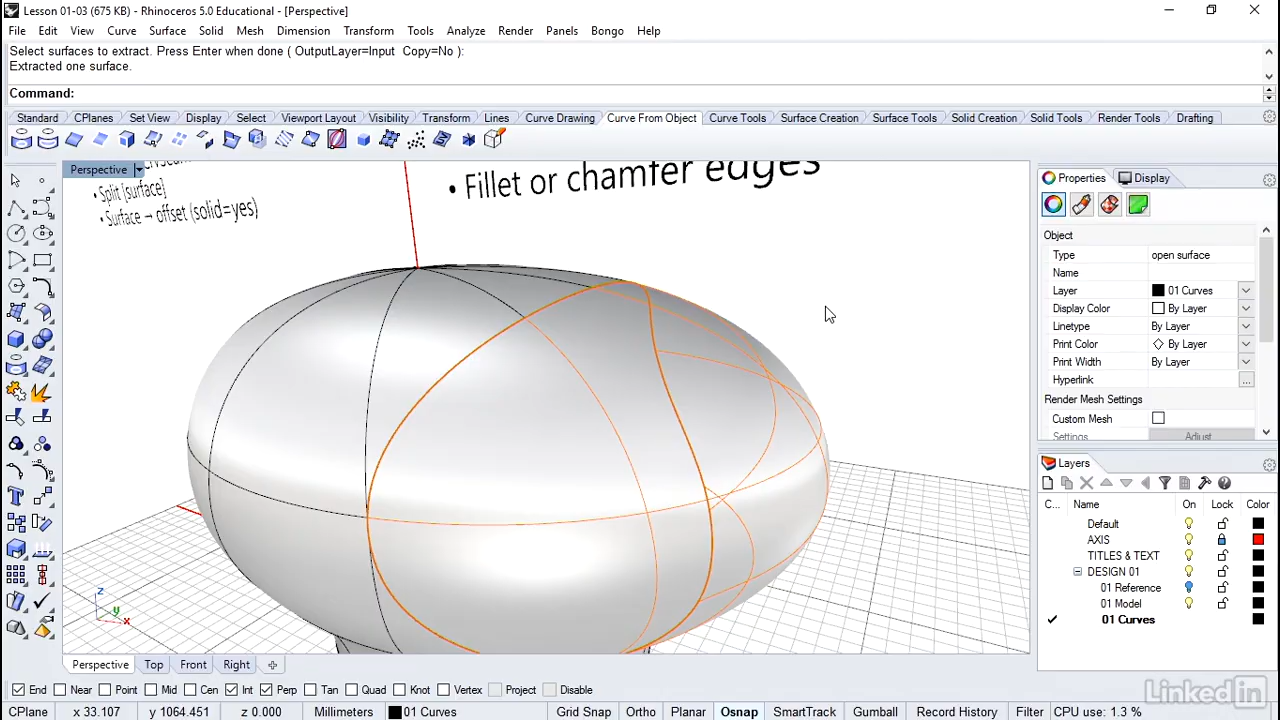 Lesson 01-03 (675 KB) - Rhinoceros 5.0 Educational - [Perspective]
File Edit View Curve Surface Solid Mesh Dimension Transform Tools Analyze Render Panels Bongo Help
Select surfaces to extract. Press Enter when done ( OutputLayer=Input Copy=No ):
Extracted one surface.
Command:
Standard CPlanes Set View Display Select Viewport Layout Visibility Transform Lines Curve Drawing Curve From Object Curve Tools Surface Creation Surface Tools Solid Creation Solid Tools Render Tools Drafting
Perspective
• Split (surface)
• Surface → offset (solid=yes)
• Fillet or chamfer edges
Properties Display
Object
Type open surface
Name
Layer 01 Curves
Display Color By Layer
Linetype By Layer
Print Color By Layer
Print Width By Layer
Hyperlink ...
Render Mesh Settings
Custom Mesh
Settings Adjust
Layers
C... Name On Lock Color
Default
AXIS
TITLES & TEXT
DESIGN 01
01 Reference
01 Model
01 Curves
z
y
x
Perspective Top Front Right
End Near Point Mid Cen Int Perp Tan Quad Knot Vertex Project Disable
CPlane x 33.107 y 1064.451 z 0.000 Millimeters 01 Curves Grid Snap Ortho Planar Osnap SmartTrack Gumball Record History Filter CPU use: 1.3 %
LinkedIn